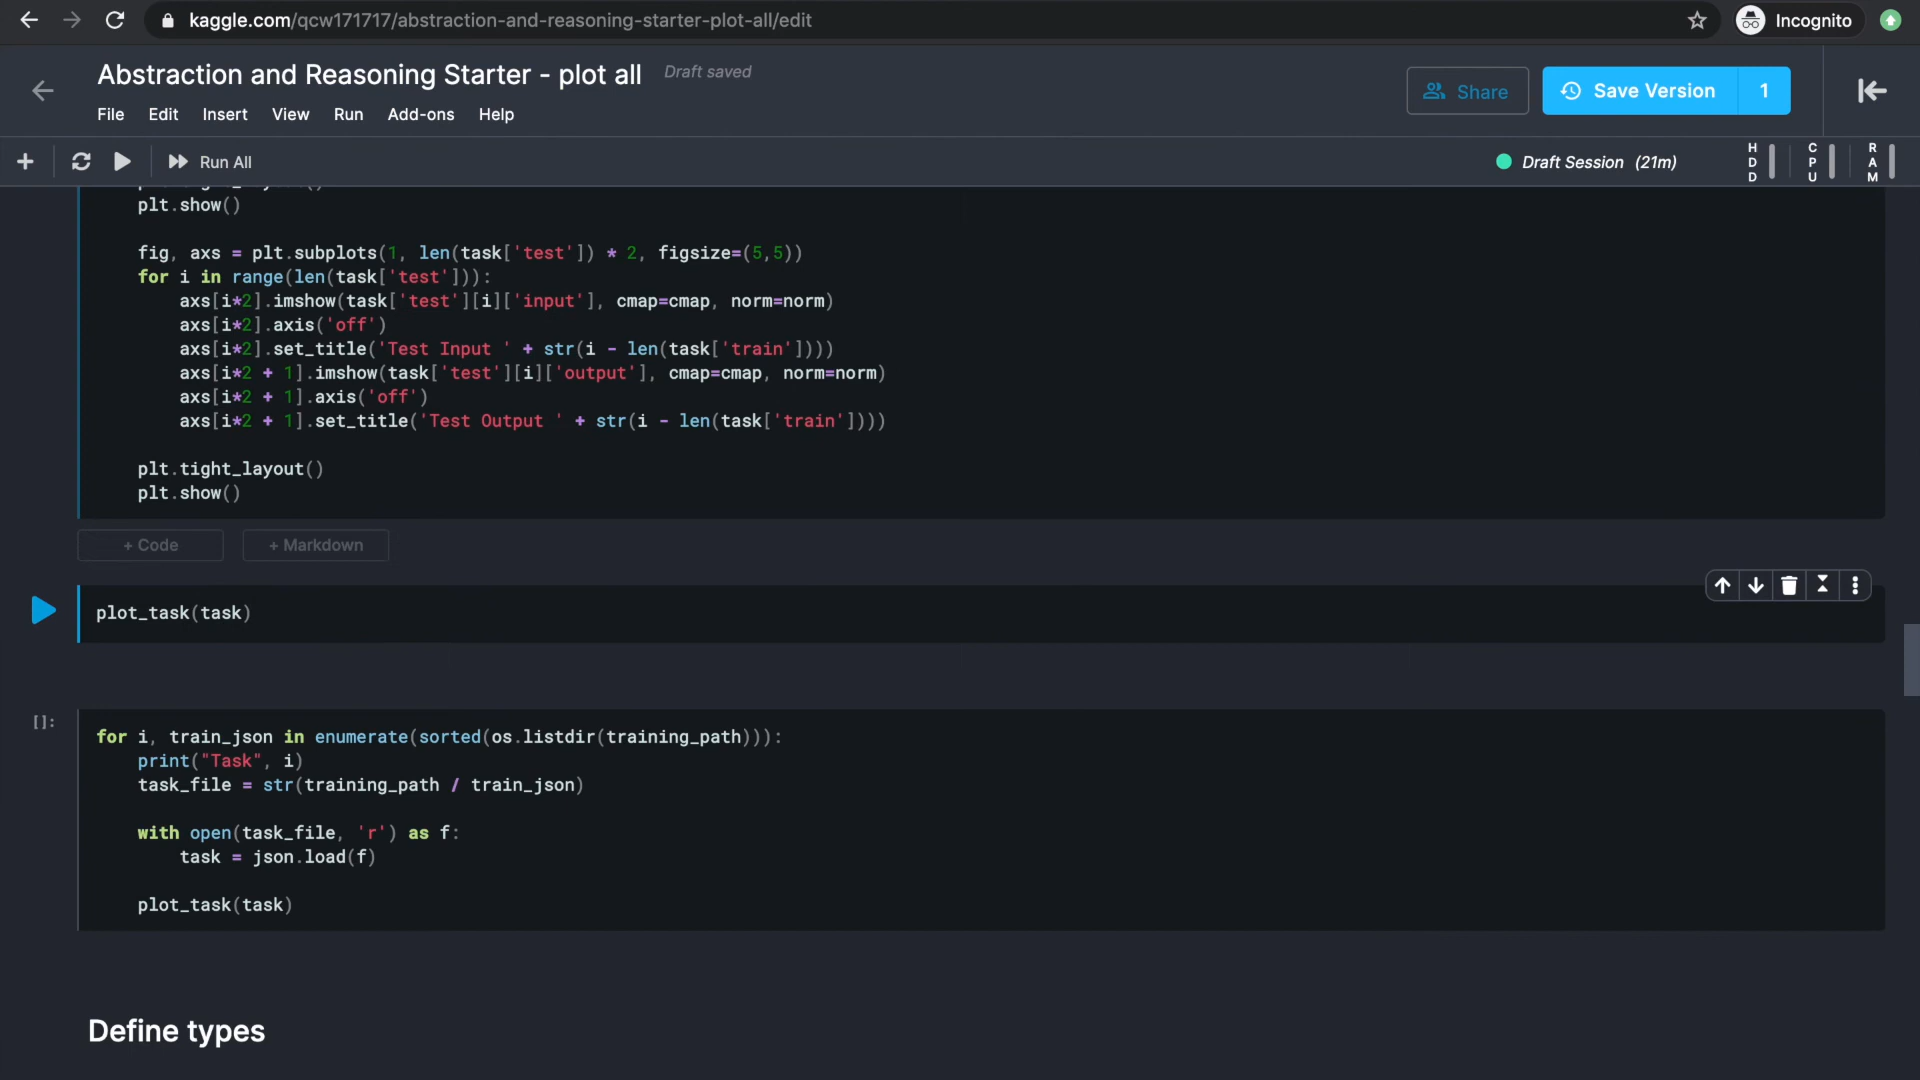 kaggle.com/qcw171717/abstraction-and-reasoning-starter-plot-all/edit
Incognito
Abstraction and Reasoning Starter - plot all
Draft saved
Share
Save Version
1
File Edit Insert View Run Add-ons Help
Run All
Draft Session (21m)
HDD
CPU
RAM
plt.show()
fig, axs = plt.subplots(1, len(task['test']) * 2, figsize=(5,5))
for i in range(len(task['test'])):
axs[i*2].imshow(task['test'][i]['input'], cmap=cmap, norm=norm)
axs[i*2].axis('off')
axs[i*2].set_title('Test Input ' + str(i - len(task['train'])))
axs[i*2 + 1].imshow(task['test'][i]['output'], cmap=cmap, norm=norm)
axs[i*2 + 1].axis('off')
axs[i*2 + 1].set_title('Test Output ' + str(i - len(task['train'])))
plt.tight_layout()
plt.show()
+ Code + Markdown
plot_task(task)
[]:
for i, train_json in enumerate(sorted(os.listdir(training_path))):
print("Task", i)
task_file = str(training_path / train_json)
with open(task_file, 'r') as f:
task = json.load(f)
plot_task(task)
Define types